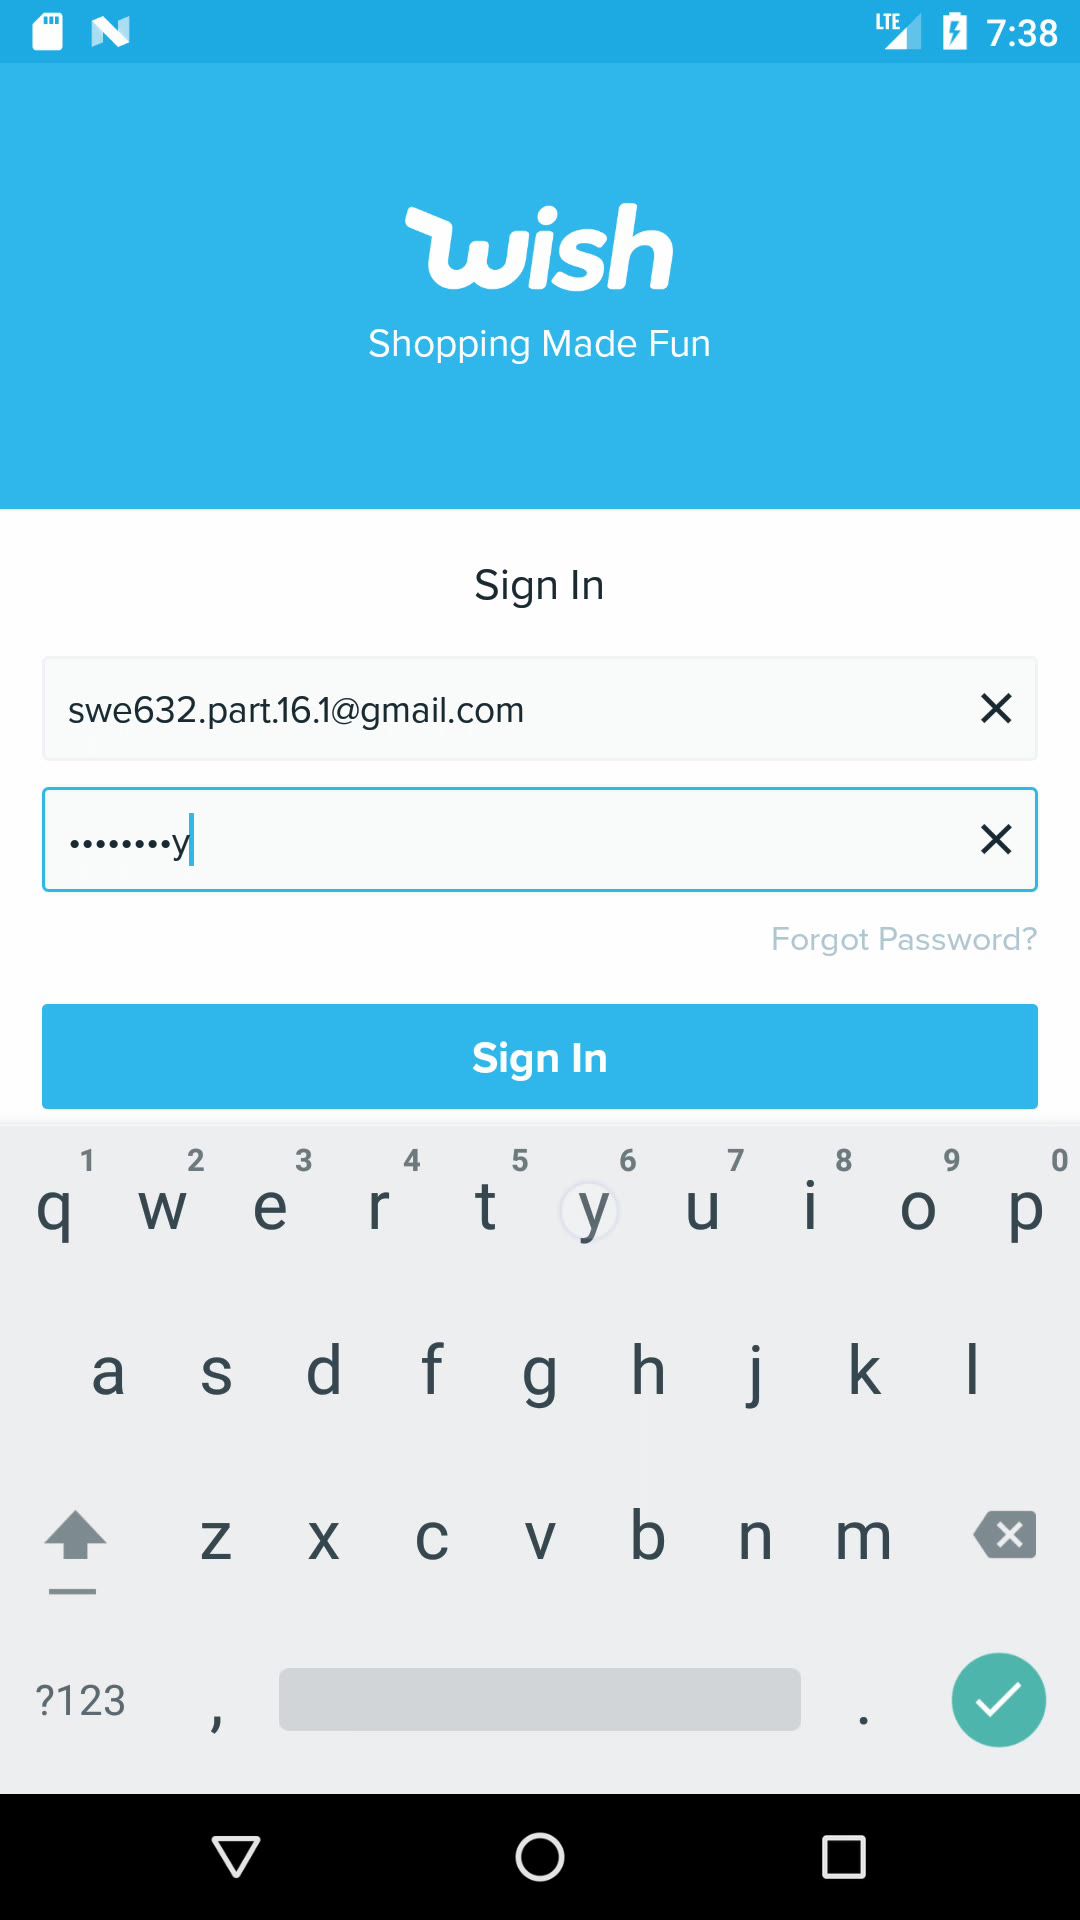 LTE 7:38
wish
Shopping Made Fun
Sign In
swe632.part.16.1@gmail.com
••••••••y
Forgot Password?
Sign In
1 2 3 4 5 6 7 8 9 0
q w e r t y u i o p
a s d f g h j k l
z x c v b n m
?123 , .